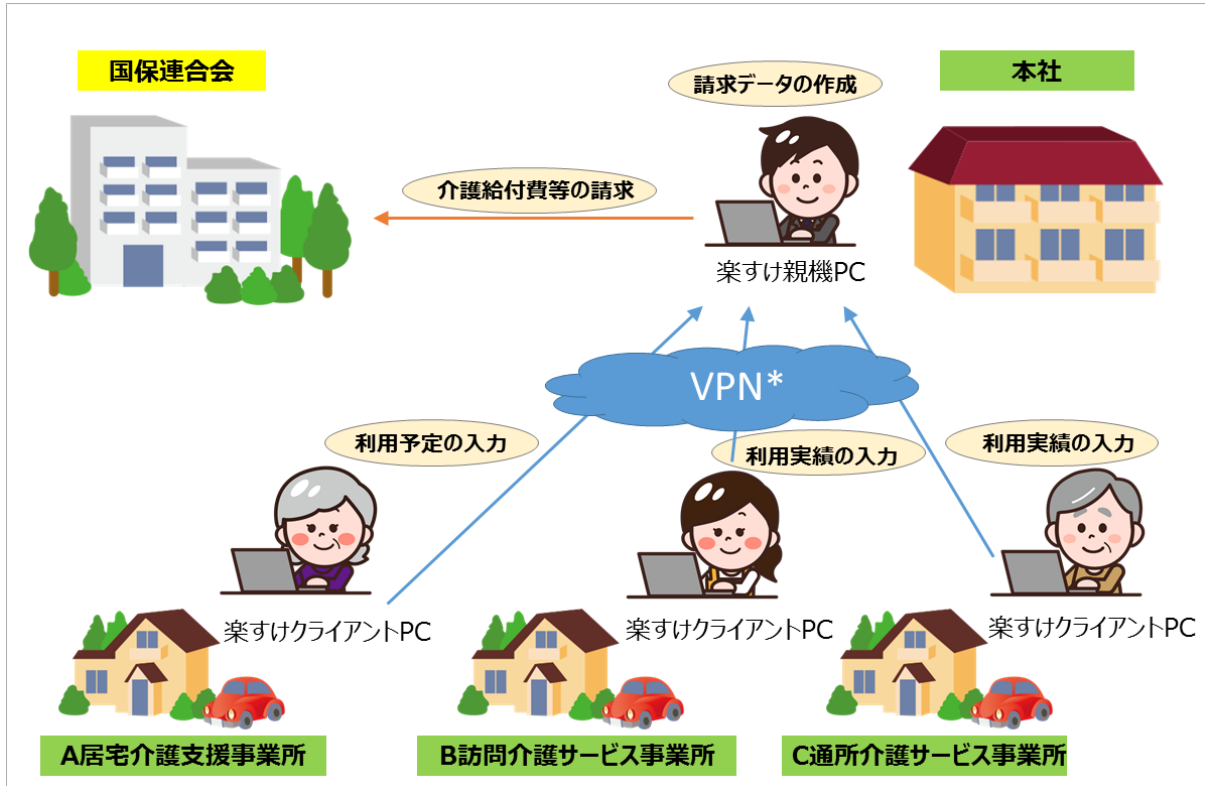 国保連合会
請求データの作成
本社
介護給付費等の請求
楽すけ親機PC
VPN*
利用予定の入力
利用実績の入力
利用実績の入力
楽すけクライアントPC
楽すけクライアントPC
楽すけクライアントPC
A居宅介護支援事業所
B訪問介護サービス事業所
C通所介護サービス事業所